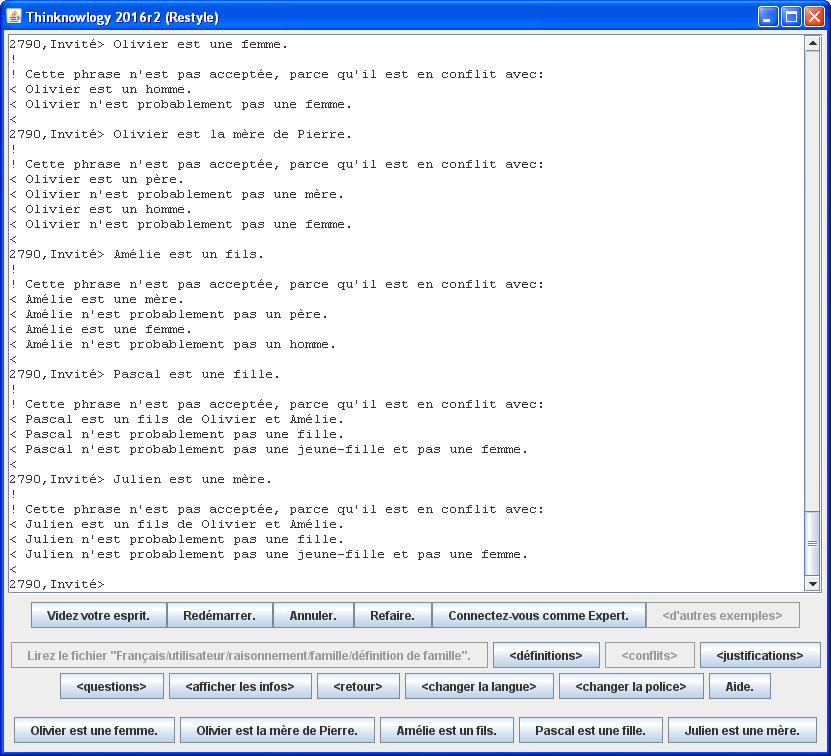 Thinknowlogy 2016r2 (Restyle)
2790,Invité> Olivier est une femme.
!
! Cette phrase n'est pas acceptée, parce qu'il est en conflit avec:
< Olivier est un homme.
< Olivier n'est probablement pas une femme.
<
2790,Invité> Olivier est la mère de Pierre.
!
! Cette phrase n'est pas acceptée, parce qu'il est en conflit avec:
< Olivier est un père.
< Olivier n'est probablement pas une mère.
< Olivier est un homme.
< Olivier n'est probablement pas une femme.
<
2790,Invité> Amélie est un fils.
!
! Cette phrase n'est pas acceptée, parce qu'il est en conflit avec:
< Amélie est une mère.
< Amélie n'est probablement pas un père.
< Amélie est une femme.
< Amélie n'est probablement pas un homme.
<
2790,Invité> Pascal est une fille.
!
! Cette phrase n'est pas acceptée, parce qu'il est en conflit avec:
< Pascal est un fils de Olivier et Amélie.
< Pascal n'est probablement pas une fille.
< Pascal n'est probablement pas une jeune-fille et pas une femme.
<
2790,Invité> Julien est une mère.
!
! Cette phrase n'est pas acceptée, parce qu'il est en conflit avec:
< Julien est un fils de Olivier et Amélie.
< Julien n'est probablement pas une fille.
< Julien n'est probablement pas une jeune-fille et pas une femme.
<
2790,Invité>
Videz votre esprit. Redémarrer. Annuler. Refaire. Connectez-vous comme Expert. <d'autres exemples>
Lirez le fichier "Français/utilisateur/raisonnement/famille/définition de famille". <définitions> <conflits> <justifications>
<questions> <afficher les infos> <retour> <changer la langue> <changer la police> Aide.
Olivier est une femme. Olivier est la mère de Pierre. Amélie est un fils. Pascal est une fille. Julien est une mère.